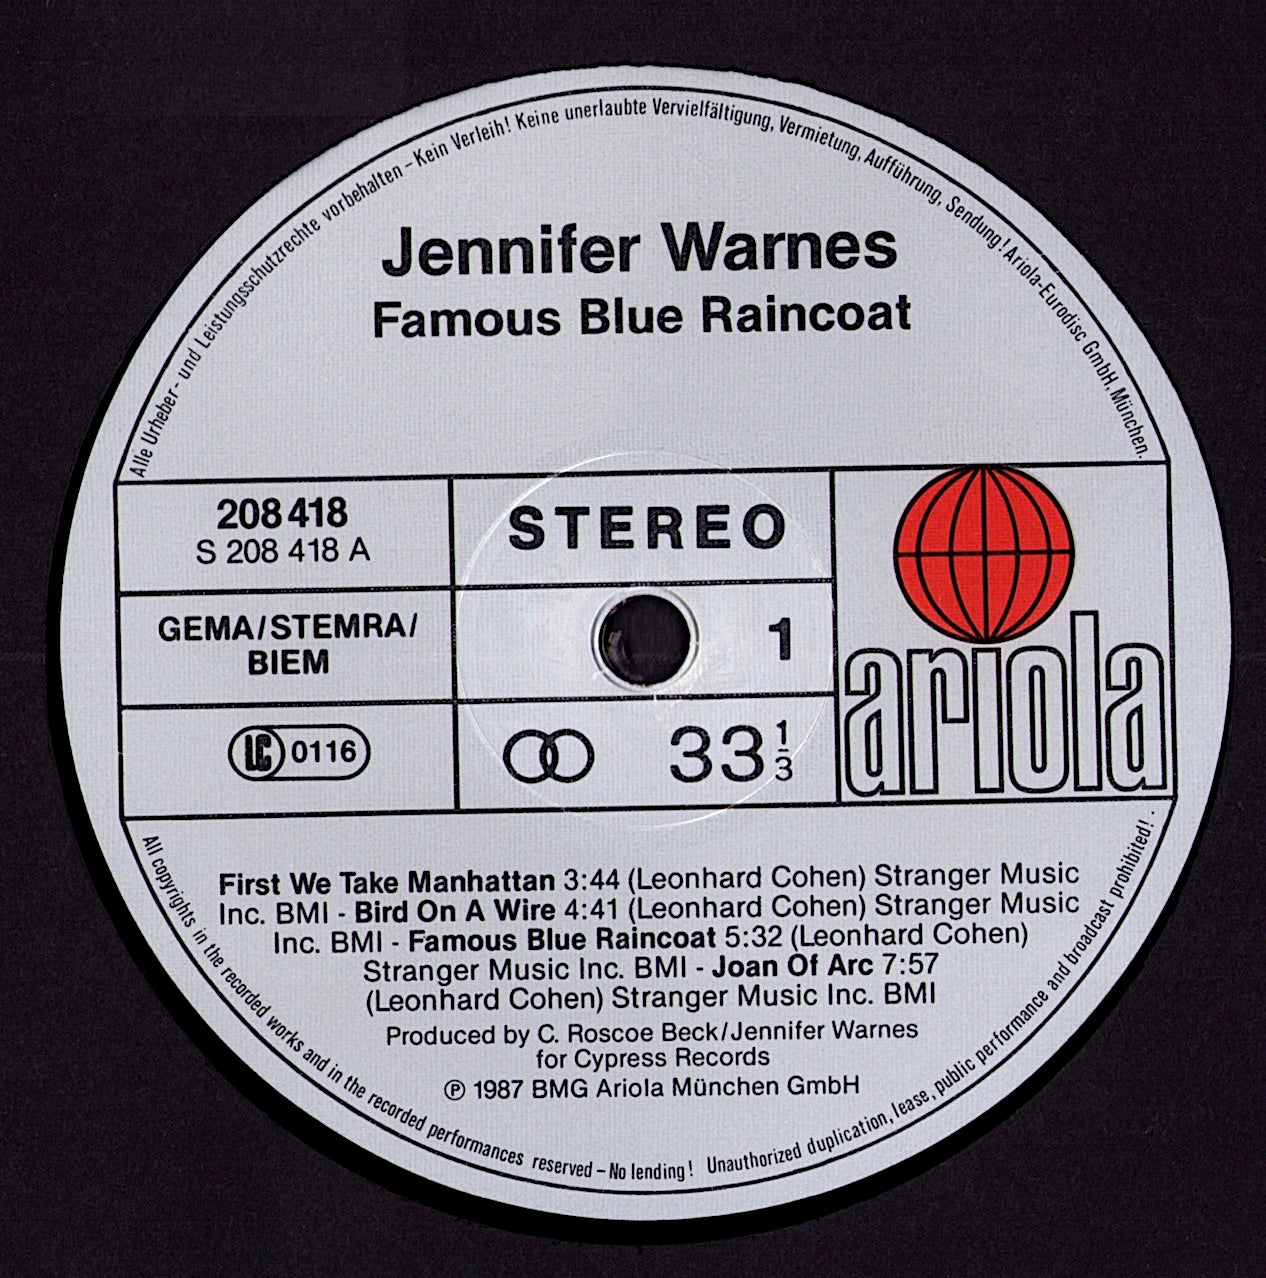 Alle Urheber- und Leistungsschutzrechte vorbehalten – Kein Verleih! Keine unerlaubte Vervielfältigung, Vermietung, Aufführung, Sendung! Ariola-Eurodisc GmbH, München.
Jennifer Warnes
Famous Blue Raincoat
208 418
S 208 418 A
STEREO
GEMA/STEMRA/
BIEM
1
LC 0116
33 1/3
ariola
First We Take Manhattan 3:44 (Leonhard Cohen) Stranger Music
Inc. BMI - Bird On A Wire 4:41 (Leonhard Cohen) Stranger Music
Inc. BMI - Famous Blue Raincoat 5:32 (Leonhard Cohen)
Stranger Music Inc. BMI - Joan Of Arc 7:57
(Leonhard Cohen) Stranger Music Inc. BMI
Produced by C. Roscoe Beck/Jennifer Warnes
for Cypress Records
℗ 1987 BMG Ariola München GmbH
All copyrights in the recorded works and in the recorded performances reserved – No lending! Unauthorized duplication, lease, public performance and broadcast prohibited! .